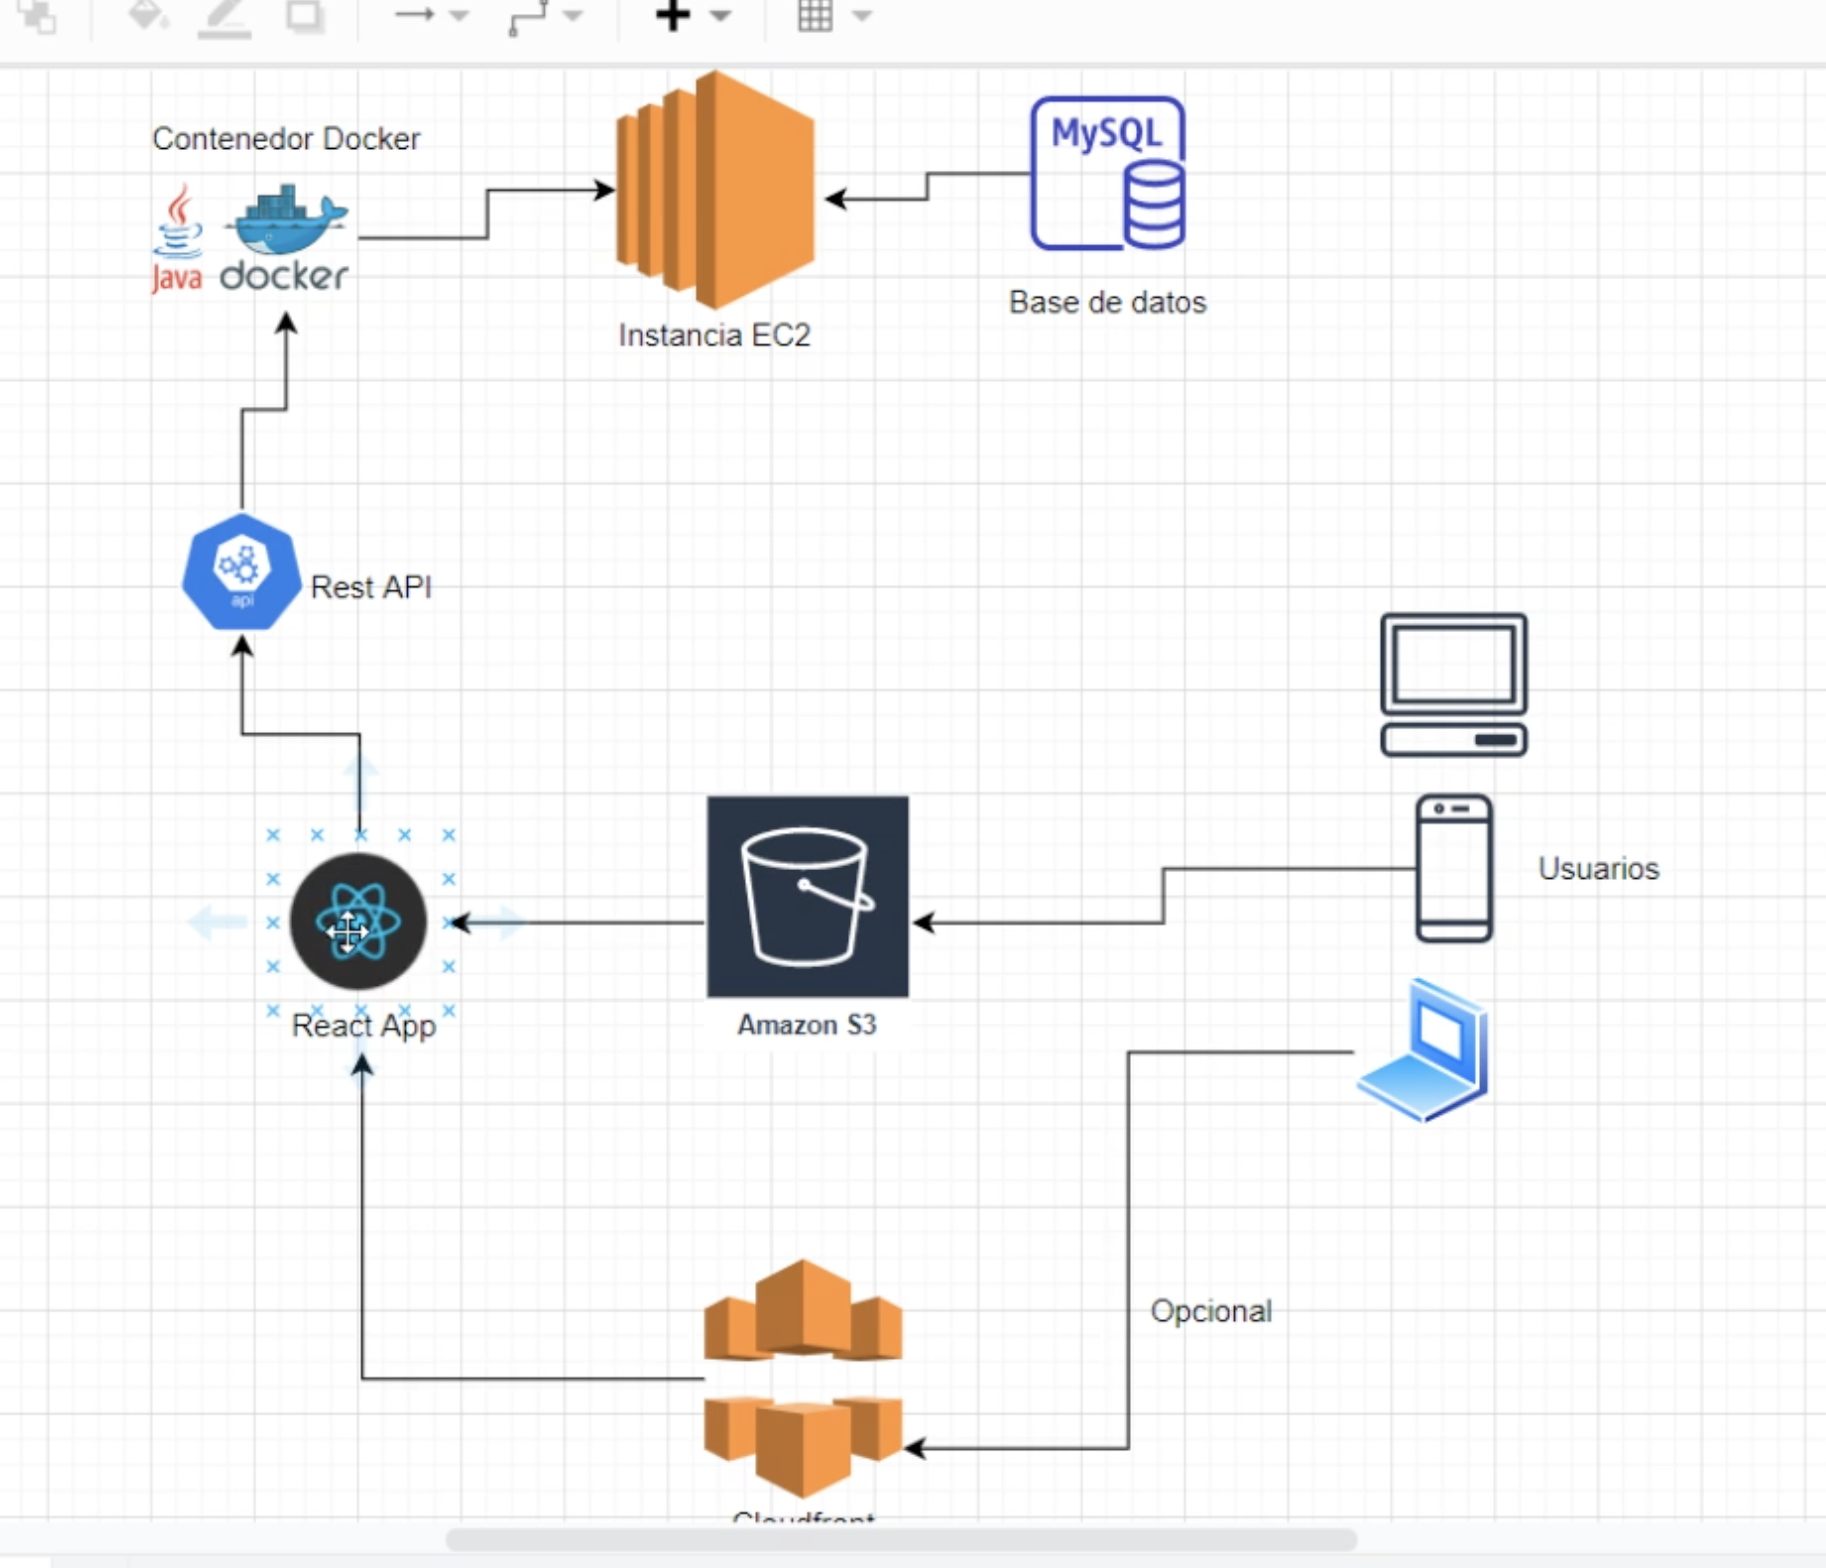 Contenedor Docker
Java
docker
Instancia EC2
MySQL
Base de datos
api
Rest API
Usuarios
React App
Amazon S3
Opcional
Cloudfront